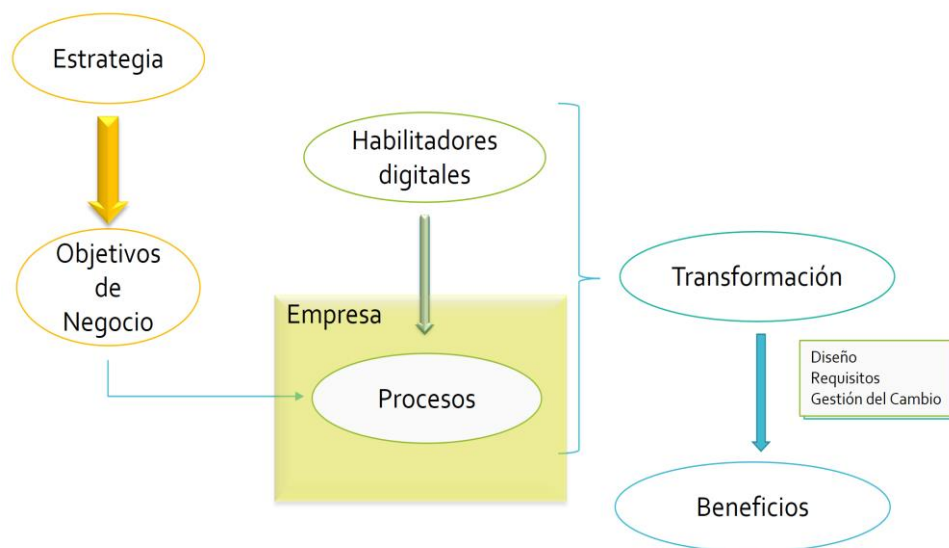 Estrategia
Objetivos
de
Negocio
Habilitadores
digitales
Empresa
Procesos
Transformación
Diseño
Requisitos
Gestión del Cambio
Beneficios